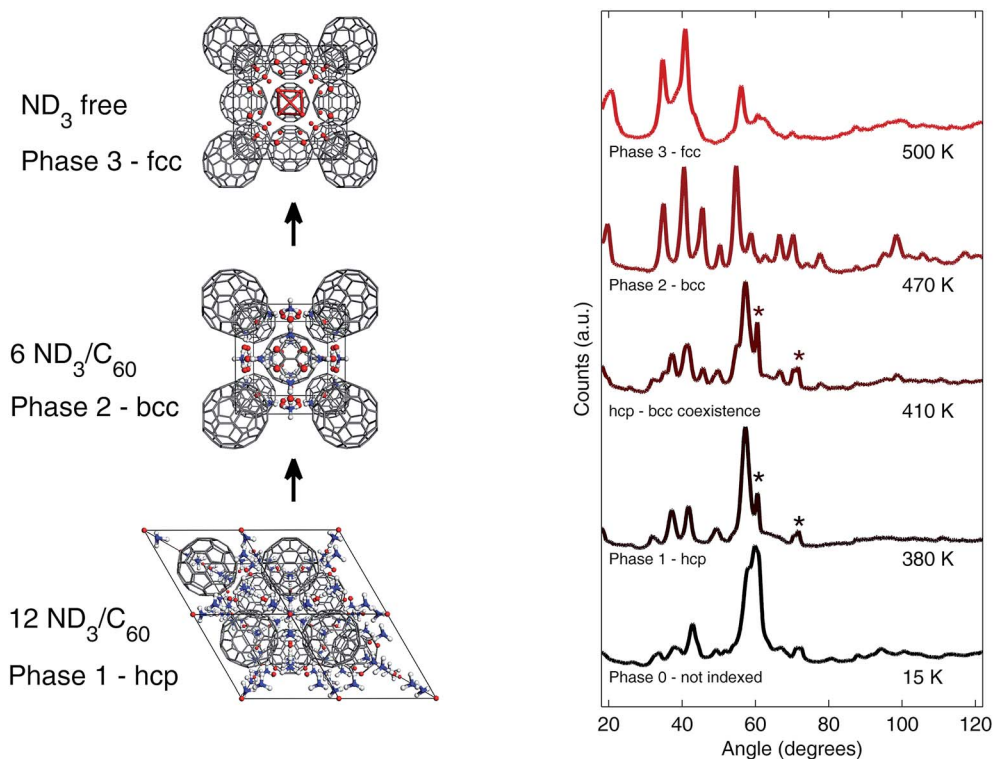 ND3 free
Phase 3 - fcc
6 ND3/C60
Phase 2 - bcc
12 ND3/C60
Phase 1 - hcp
Counts (a.u.)
Phase 3 - fcc
500 K
Phase 2 - bcc
470 K
*
*
hcp - bcc coexistence
410 K
*
*
Phase 1 - hcp
380 K
Phase 0 - not indexed
15 K
20 40 60 80 100 120
Angle (degrees)